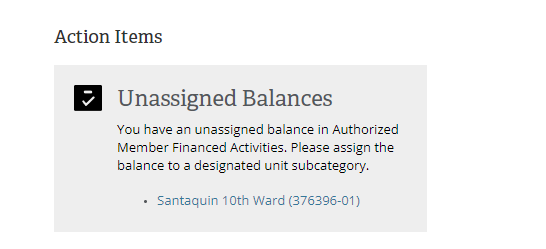 Action Items
Unassigned Balances
You have an unassigned balance in Authorized
Member Financed Activities. Please assign the
balance to a designated unit subcategory.
• Santaquin 10th Ward (376396-01)